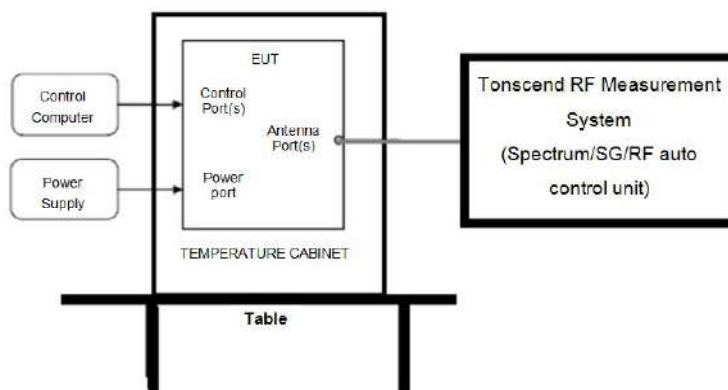 EUT
Control
Computer
Control
Port(s)
Antenna
Port(s)
Power
Supply
Power
port
TEMPERATURE CABINET
Table
Tonscend RF Measurement
System
(Spectrum/SG/RF auto
control unit)